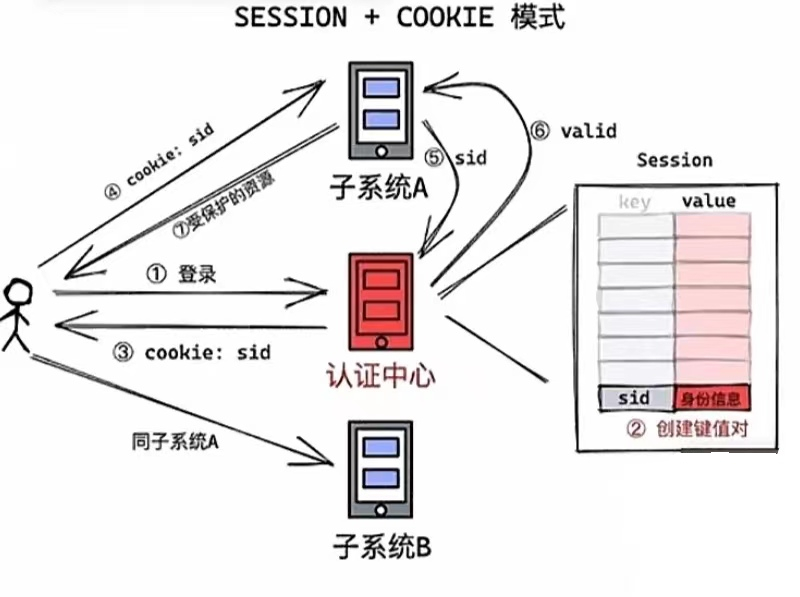 SESSION + COOKIE 模式
④ cookie: sid
⑦受保护的资源
子系统A
⑤ sid
⑥ valid
Session
key value
① 登录
③ cookie: sid
认证中心
sid 身份信息
② 创建键值对
同子系统A
子系统B